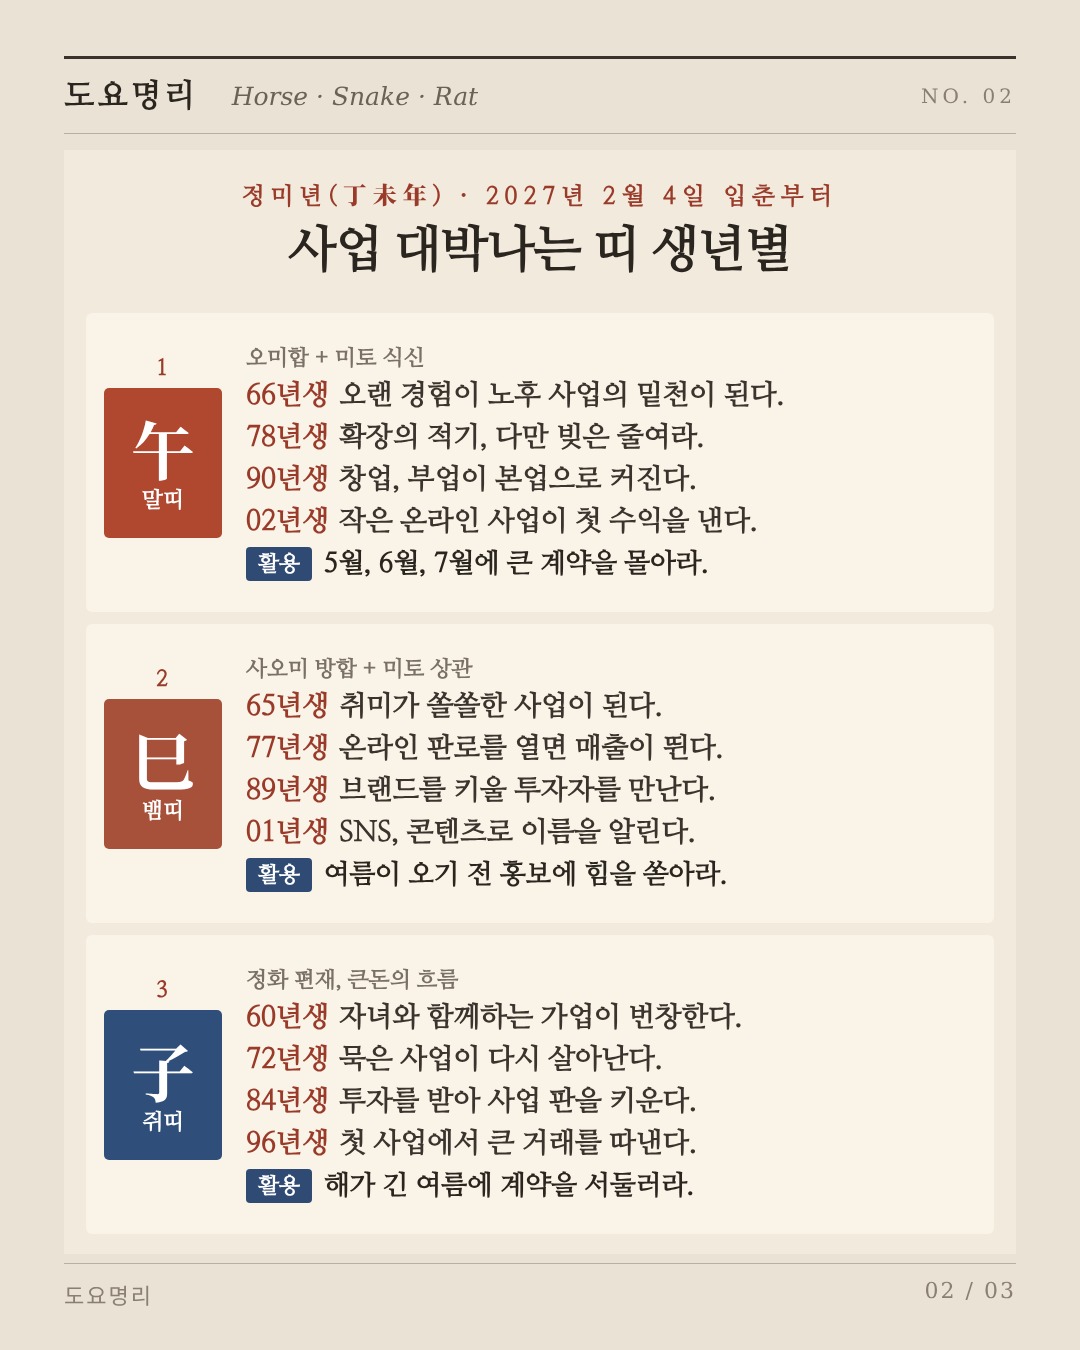 도요명리 Horse · Snake · Rat NO. 02
정미년(丁未年) · 2027년 2월 4일 입춘부터
사업 대박나는 띠 생년별
1
午
말띠
오미합 + 미토 식신
66년생 오랜 경험이 노후 사업의 밑천이 된다.
78년생 확장의 적기, 다만 빚은 줄여라.
90년생 창업, 부업이 본업으로 커진다.
02년생 작은 온라인 사업이 첫 수익을 낸다.
활용 5월, 6월, 7월에 큰 계약을 몰아라.
2
巳
뱀띠
사오미 방합 + 미토 상관
65년생 취미가 쏠쏠한 사업이 된다.
77년생 온라인 판로를 열면 매출이 뛴다.
89년생 브랜드를 키울 투자자를 만난다.
01년생 SNS, 콘텐츠로 이름을 알린다.
활용 여름이 오기 전 홍보에 힘을 쏟아라.
3
子
쥐띠
정화 편재, 큰돈의 흐름
60년생 자녀와 함께하는 가업이 번창한다.
72년생 묵은 사업이 다시 살아난다.
84년생 투자를 받아 사업 판을 키운다.
96년생 첫 사업에서 큰 거래를 따낸다.
활용 해가 긴 여름에 계약을 서둘러라.
도요명리 02 / 03